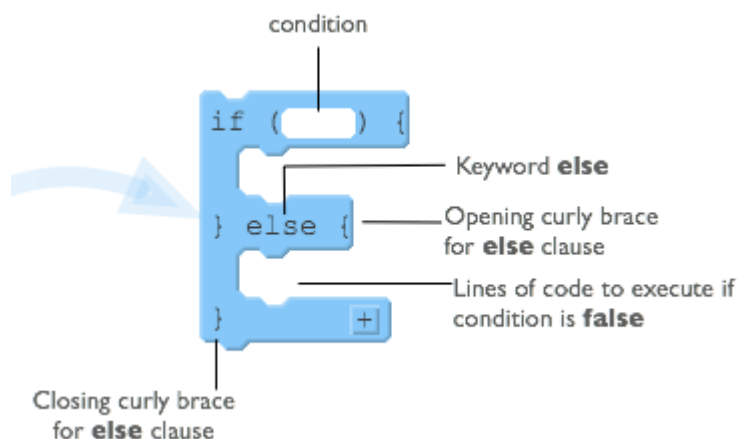 condition
if ( ) {
Keyword else
} else {
Opening curly brace
for else clause
Lines of code to execute if
condition is false
} +
Closing curly brace
for else clause